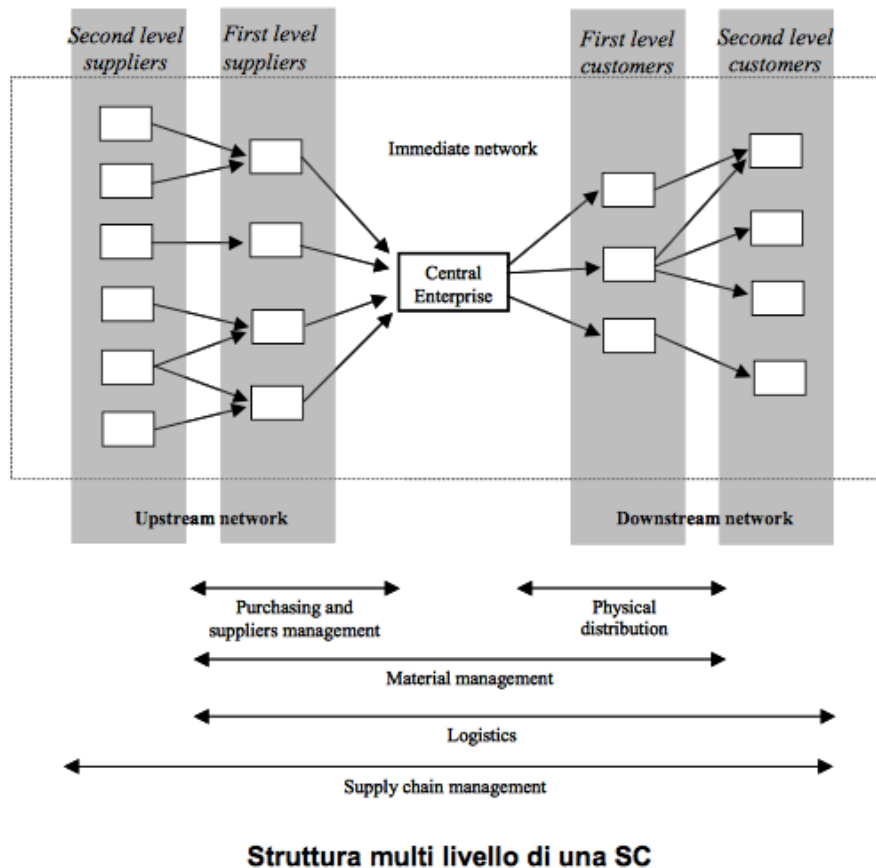 Second level
suppliers
First level
suppliers
First level
customers
Second level
customers
Immediate network
Central
Enterprise
Upstream network
Downstream network
Purchasing and
suppliers management
Physical
distribution
Material management
Logistics
Supply chain management
Struttura multi livello di una SC